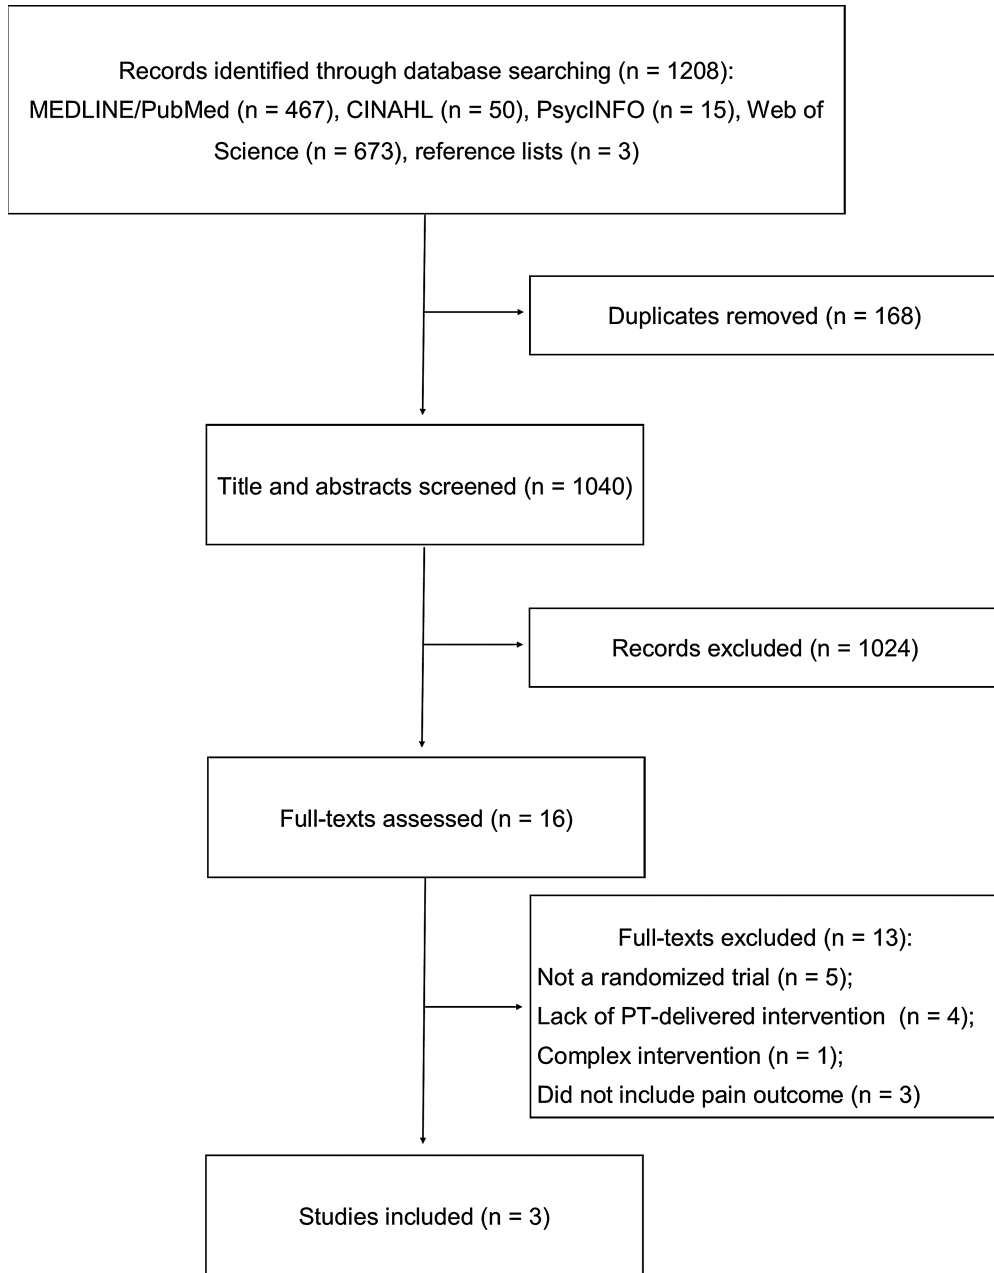 Records identified through database searching (n = 1208):
MEDLINE/PubMed (n = 467), CINAHL (n = 50), PsycINFO (n = 15), Web of
Science (n = 673), reference lists (n = 3)
Duplicates removed (n = 168)
Title and abstracts screened (n = 1040)
Records excluded (n = 1024)
Full-texts assessed (n = 16)
Full-texts excluded (n = 13):
Not a randomized trial (n = 5);
Lack of PT-delivered intervention  (n = 4);
Complex intervention (n = 1);
Did not include pain outcome (n = 3)
Studies included (n = 3)